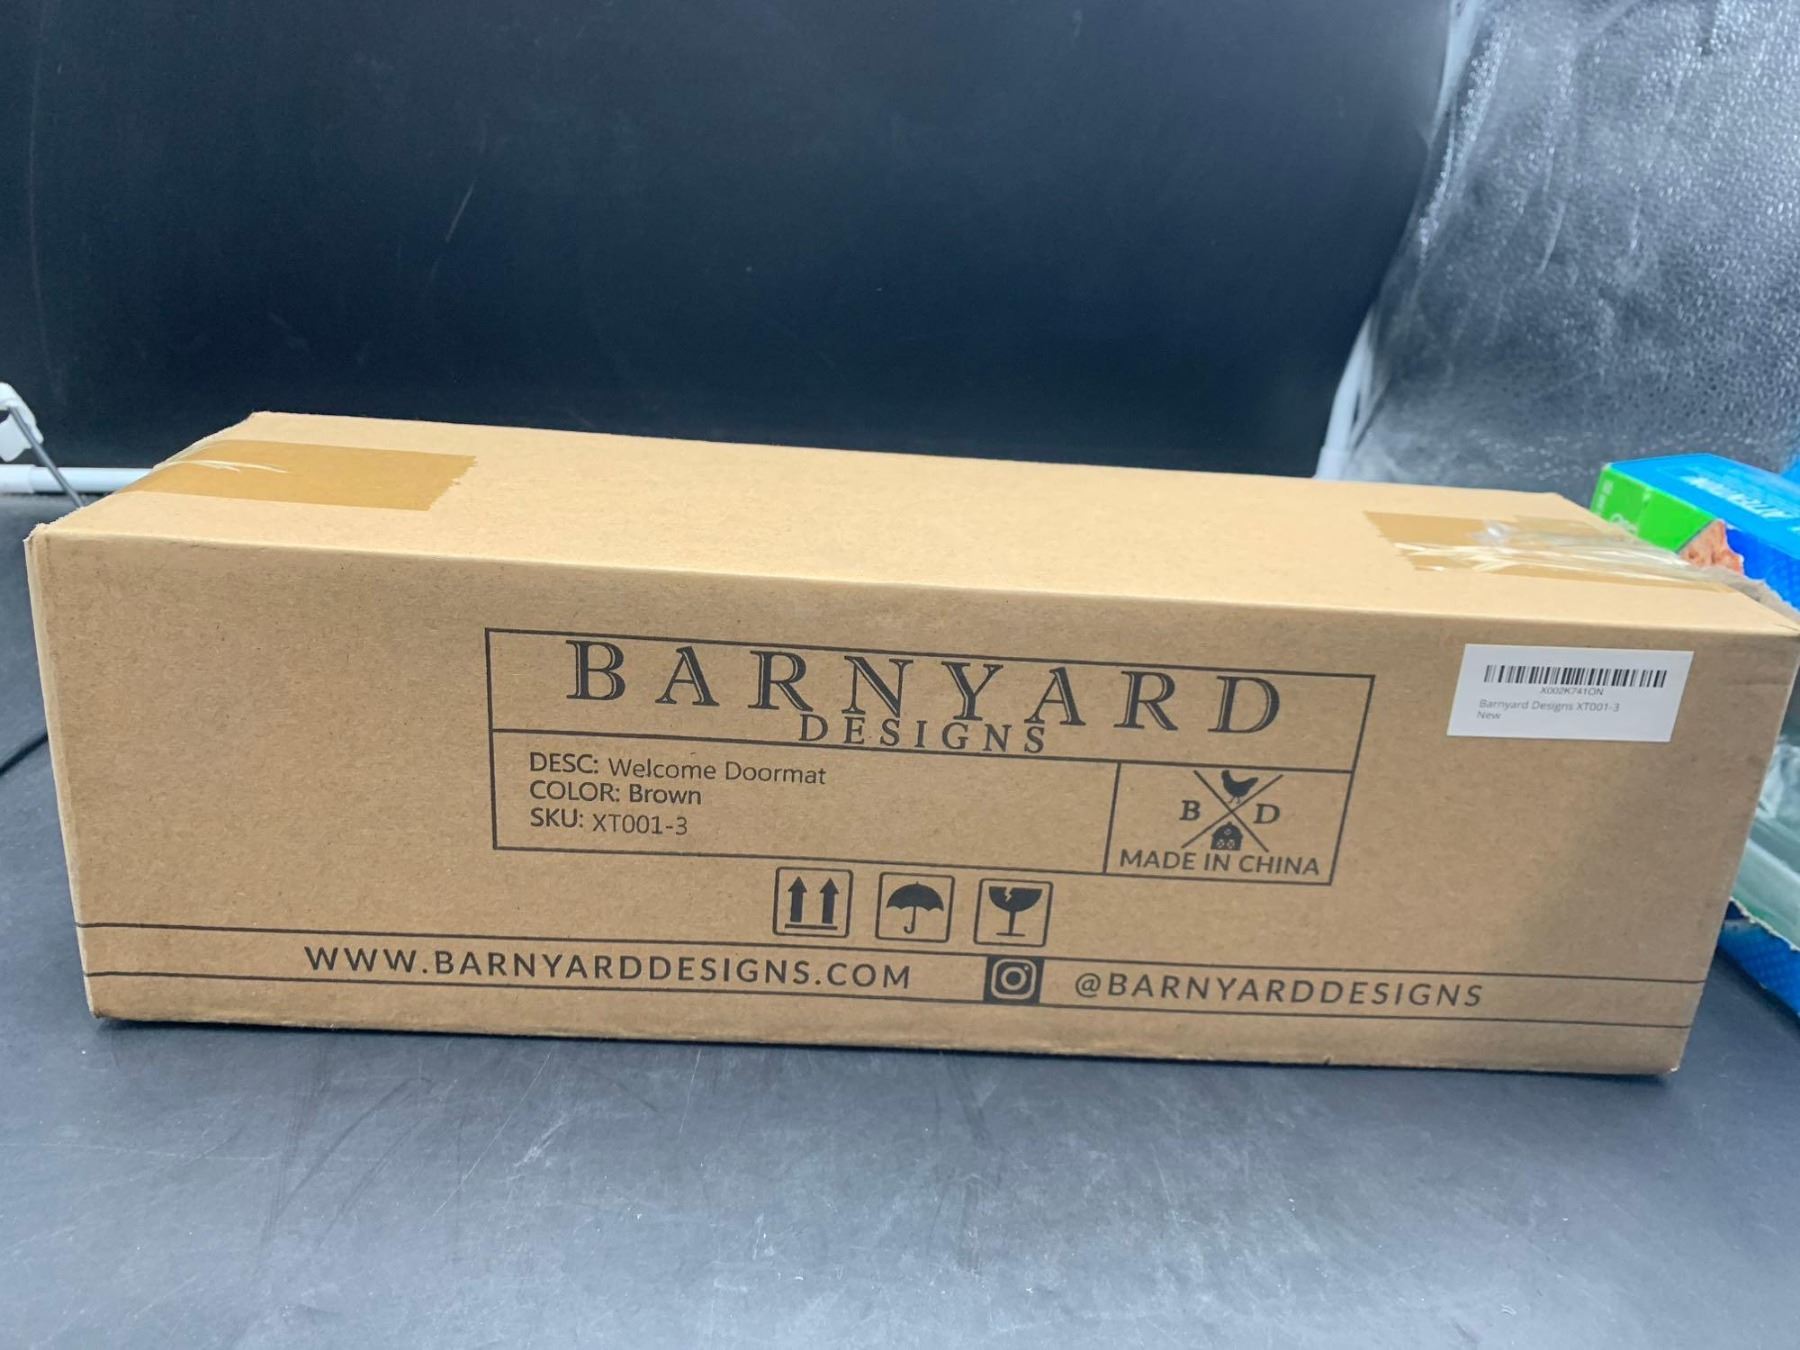 BARNYARD
DESIGNS
DESC: Welcome Doormat
COLOR: Brown
SKU: XT001-3
B D
MADE IN CHINA
WWW.BARNYARDDESIGNS.COM
@BARNYARDDESIGNS
X002K741ON
Barnyard Designs XT001-3
New